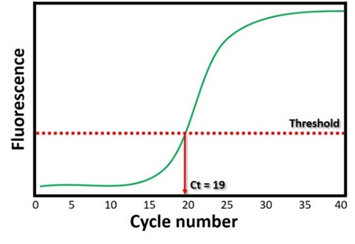 Fluorescence
Threshold
Ct = 19
0 5 10 15 20 25 30 35 40
Cycle number